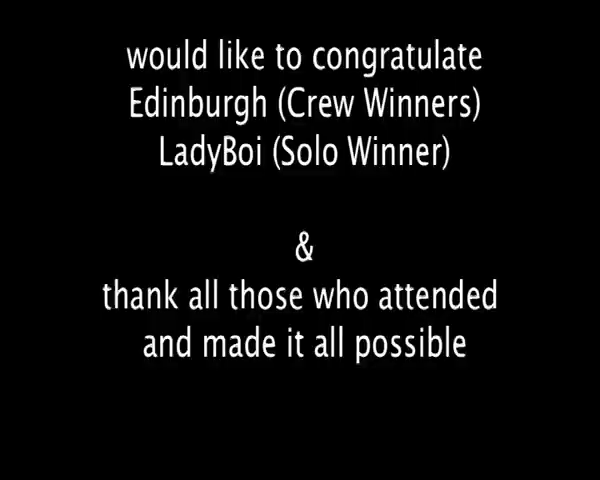 would like to congratulate
Edinburgh (Crew Winners)
LadyBoi (Solo Winner)
&
thank all those who attended
and made it all possible